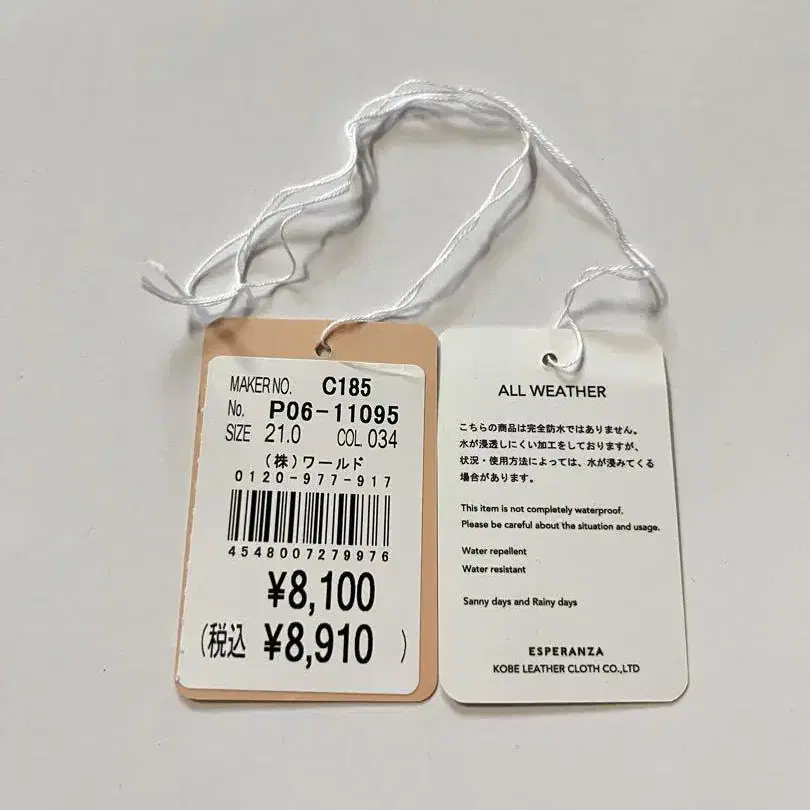 MAKER NO. C185
No. P06-11095
SIZE 21.0 COL. 034
(株)ワールド
0120-977-917
4548007279976
¥8,100
(税込 ¥8,910 )
ALL WEATHER
こちらの商品は完全防水ではありません。
水が浸透しにくい加工をしておりますが、
状況・使用方法によっては、水が浸みてくる
場合があります。
This item is not completely waterproof.
Please be careful about the situation and usage.
Water repellent
Water resistant
Sanny days and Rainy days
ESPERANZA
KOBE LEATHER CLOTH CO.,LTD